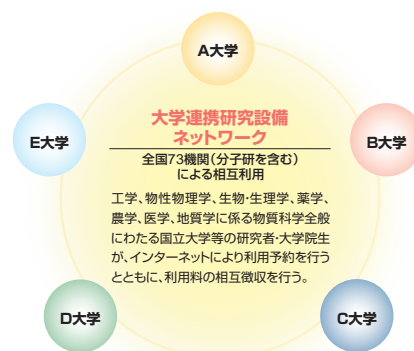 A大学
大学連携研究設備
ネットワーク
E大学
B大学
全国73機関(分子研を含む)
による相互利用
工学、物性物理学、生物・生理学、薬学、
農学、医学、地質学に係る物質科学全般
にわたる国立大学等の研究者・大学院生
が、インターネットにより利用予約を行う
とともに、利用料の相互徴収を行う。
D大学
C大学